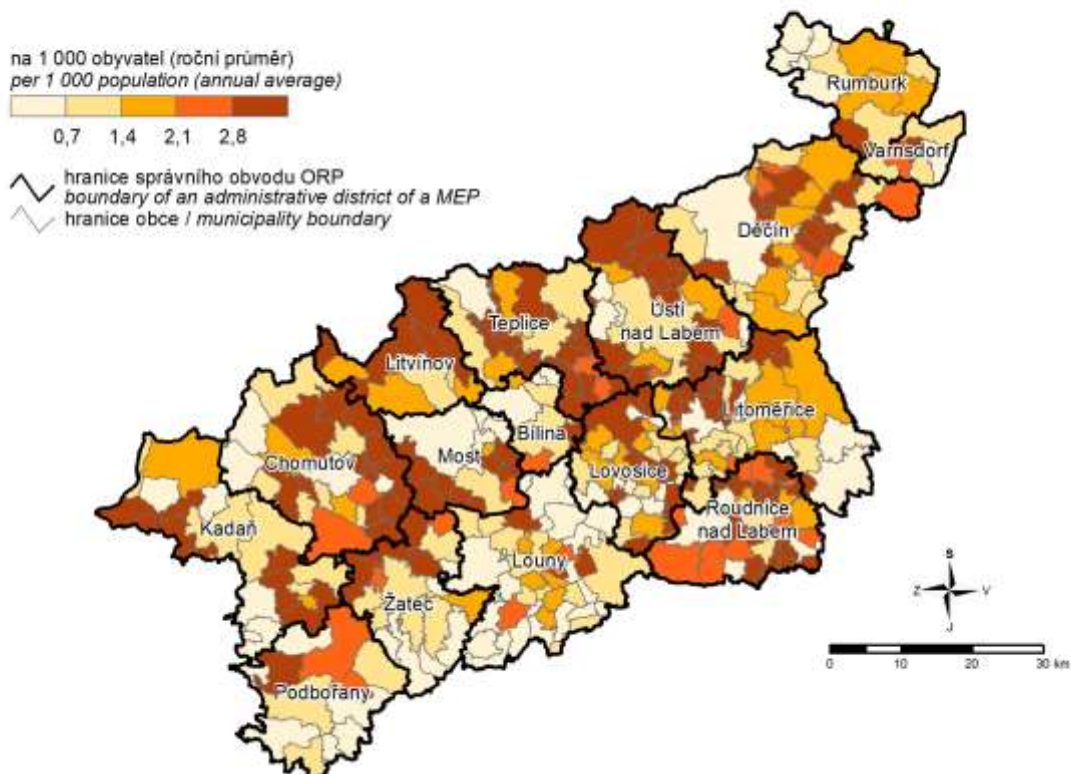 na 1 000 obyvatel (roční průměr)
per 1 000 population (annual average)
0,7 1,4 2,1 2,8
hranice správního obvodu ORP
boundary of an administrative district of a MEP
hranice obce / municipality boundary
Rumburk
Varnsdorf
Děčín
Ústí
nad Labem
Teplice
Litvínov
Litoměřice
Bílina
Most
Chomutov
Lovosice
Roudnice
nad Labem
Kadaň
Louny
Žatec
Podbořany
S
Z V
J
0 10 20 30 km